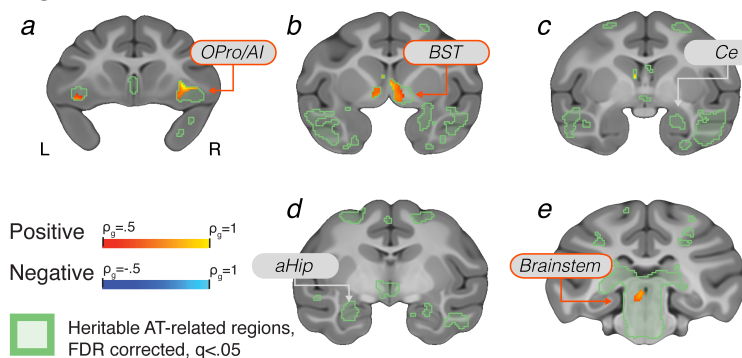 a
OPro/AI
L
R
b
BST
c
Ce
Positive
ρg=.5
ρg=1
Negative
ρg=-.5
ρg=1
Heritable AT-related regions,
FDR corrected, q<.05
d
aHip
e
Brainstem